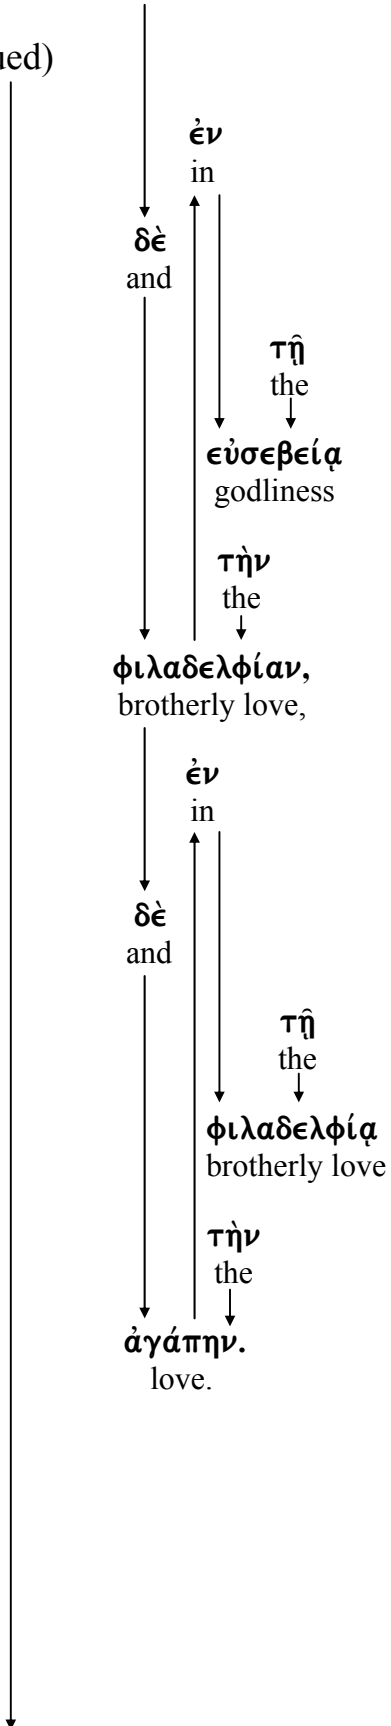 ued)
ἐν
in
δὲ
and
τῇ
the
εὐσεβείᾳ
godliness
τὴν
the
φιλαδελφίαν,
brotherly love,
ἐν
in
δὲ
and
τῇ
the
φιλαδελφίᾳ
brotherly love
τὴν
the
ἀγάπην.
love.